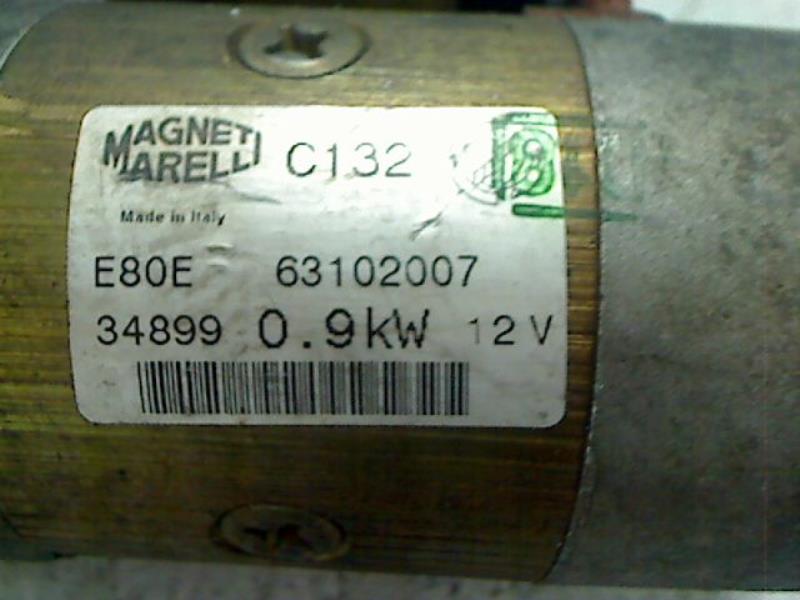 MAGNETI
MARELLI C132
Made in Italy
E80E 63102007
34899 0.9kW 12V